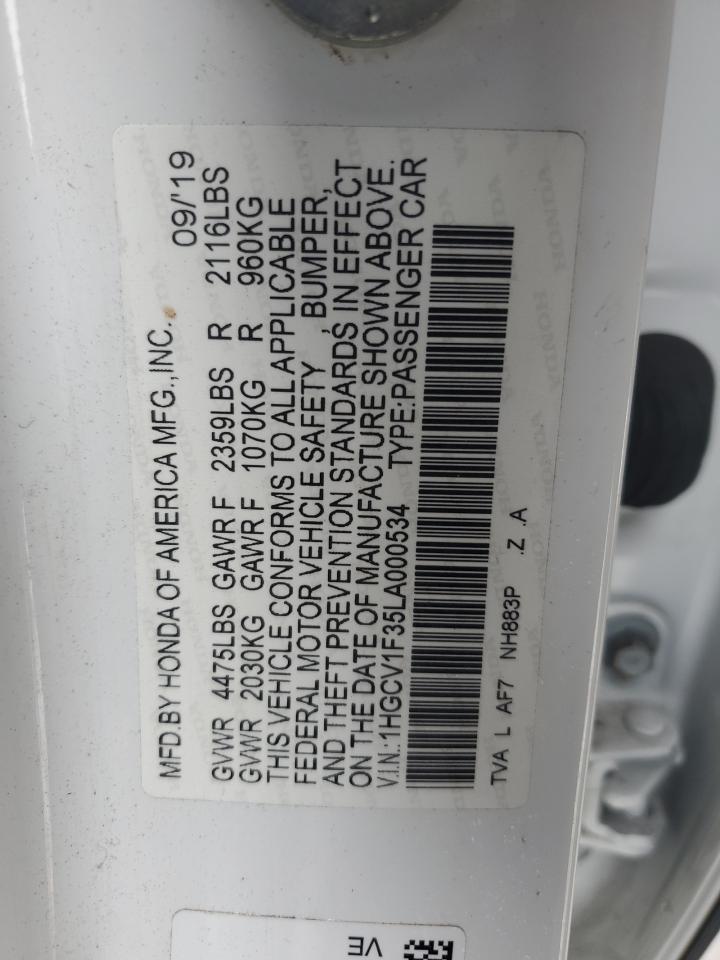 MFD.BY HONDA OF AMERICA MFG.,INC. 09/'19
GVWR 4475LBS GAWR F 2359LBS R 2116LBS
GVWR 2030KG GAWR F 1070KG R 960KG
THIS VEHICLE CONFORMS TO ALL APPLICABLE
FEDERAL MOTOR VEHICLE SAFETY , BUMPER,
AND THEFT PREVENTION STANDARDS IN EFFECT
ON THE DATE OF MANUFACTURE SHOWN ABOVE.
V.I.N.:1HGCV1F35LA000534 TYPE:PASSENGER CAR
TVA L AF7 NH883P .Z .A
VE